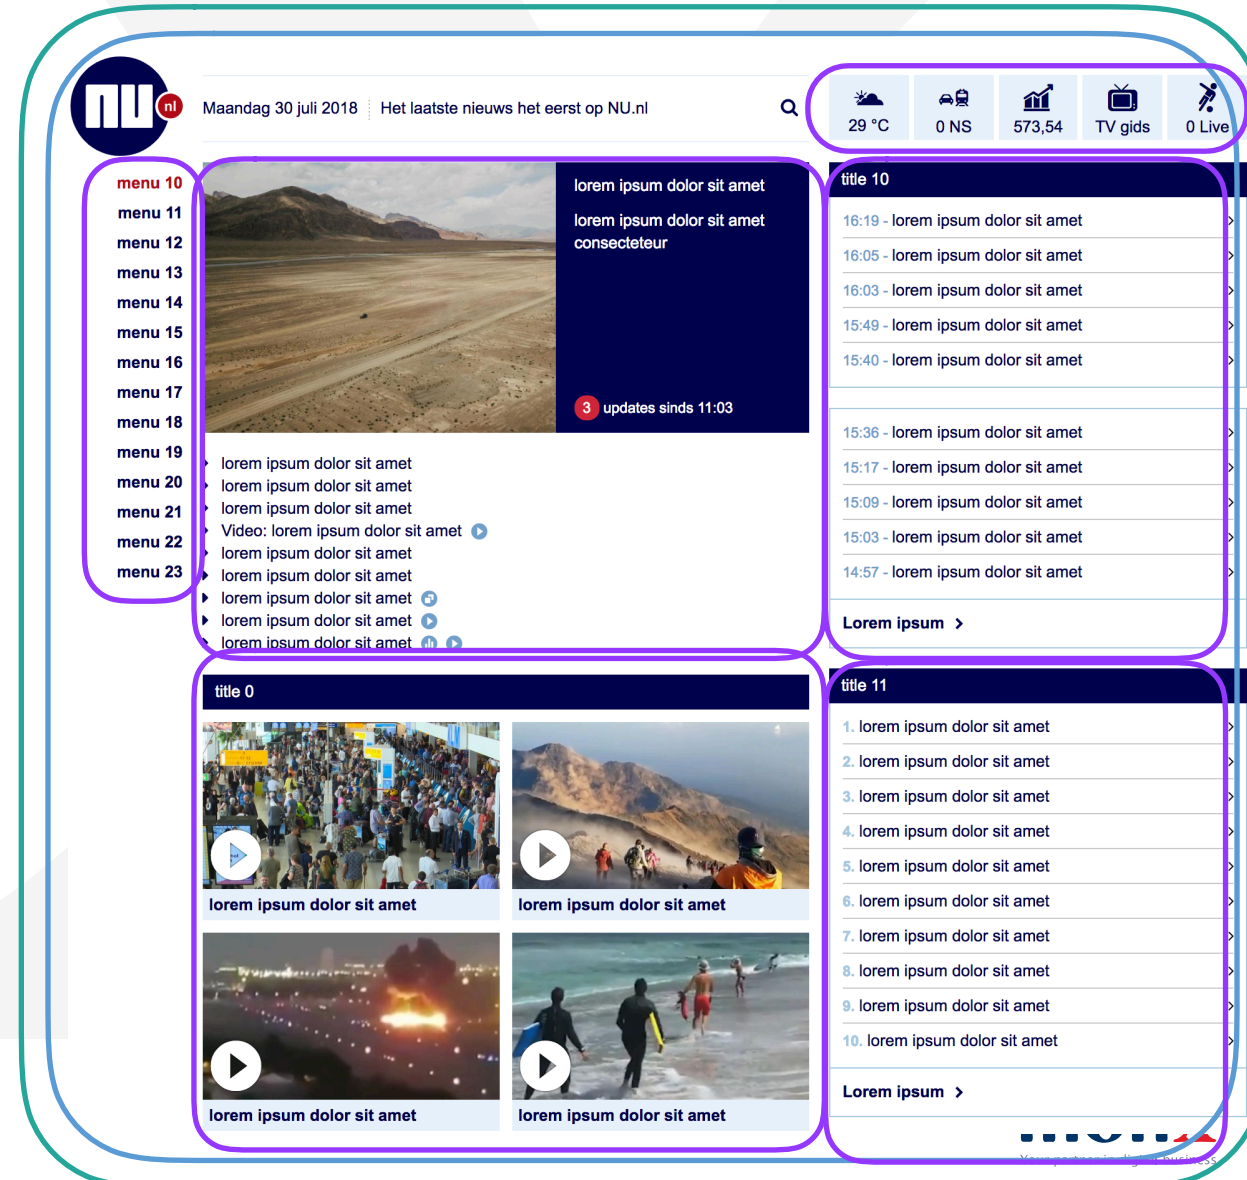 NU
nl
Maandag 30 juli 2018
Het laatste nieuws het eerst op NU.nl
29 °C
0 NS
573,54
TV gids
0 Live
menu 10
menu 11
menu 12
menu 13
menu 14
menu 15
menu 16
menu 17
menu 18
menu 19
menu 20
menu 21
menu 22
menu 23
lorem ipsum dolor sit amet
lorem ipsum dolor sit amet
consecteteur
3 updates sinds 11:03
lorem ipsum dolor sit amet
lorem ipsum dolor sit amet
lorem ipsum dolor sit amet
Video: lorem ipsum dolor sit amet
lorem ipsum dolor sit amet
lorem ipsum dolor sit amet
lorem ipsum dolor sit amet
lorem ipsum dolor sit amet
lorem ipsum dolor sit amet
title 0
lorem ipsum dolor sit amet
lorem ipsum dolor sit amet
lorem ipsum dolor sit amet
lorem ipsum dolor sit amet
title 10
16:19 - lorem ipsum dolor sit amet
16:05 - lorem ipsum dolor sit amet
16:03 - lorem ipsum dolor sit amet
15:49 - lorem ipsum dolor sit amet
15:40 - lorem ipsum dolor sit amet
15:36 - lorem ipsum dolor sit amet
15:17 - lorem ipsum dolor sit amet
15:09 - lorem ipsum dolor sit amet
15:03 - lorem ipsum dolor sit amet
14:57 - lorem ipsum dolor sit amet
Lorem ipsum
title 11
1. lorem ipsum dolor sit amet
2. lorem ipsum dolor sit amet
3. lorem ipsum dolor sit amet
4. lorem ipsum dolor sit amet
5. lorem ipsum dolor sit amet
6. lorem ipsum dolor sit amet
7. lorem ipsum dolor sit amet
8. lorem ipsum dolor sit amet
9. lorem ipsum dolor sit amet
10. lorem ipsum dolor sit amet
Lorem ipsum
Your partner in digital business